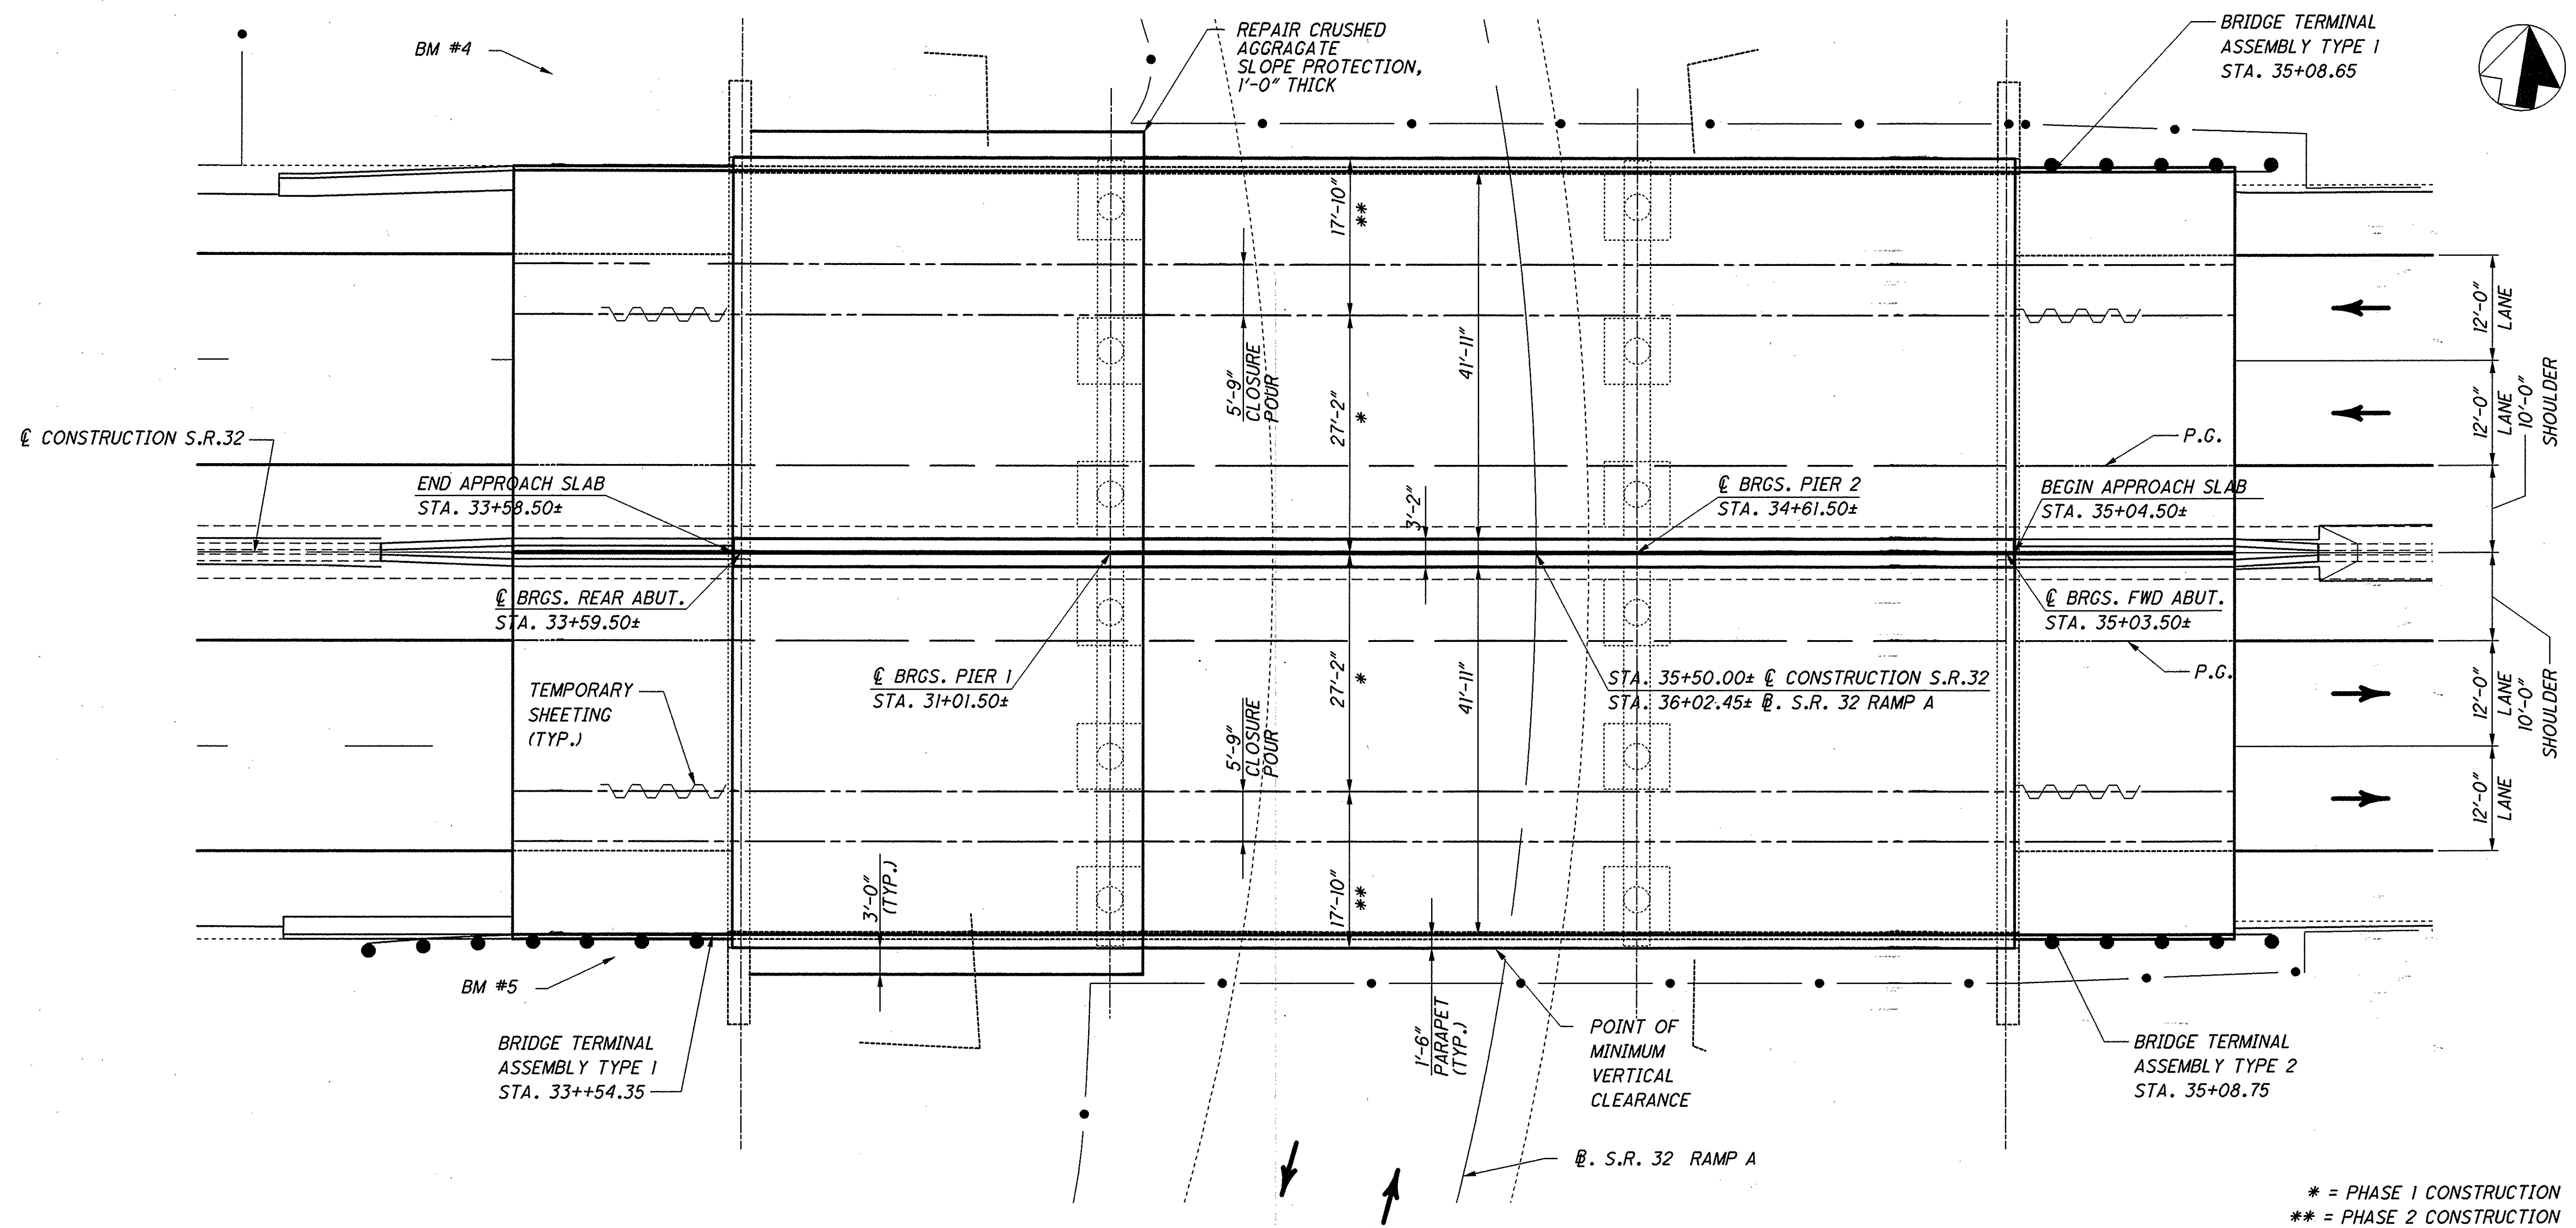 BM #4
REPAIR CRUSHED
AGGRAGATE
SLOPE PROTECTION,
1'-0" THICK
BRIDGE TERMINAL
ASSEMBLY TYPE 1
STA. 35+08.65
17'-10"
**
5'-9"
CLOSURE
POUR
27'-2"
*
41'-11"
12'-0"
LANE
12'-0"
LANE
10'-0"
SHOULDER
℄ CONSTRUCTION S.R.32
P.G.
END APPROACH SLAB
STA. 33+58.50±
3'-2"
℄ BRGS. PIER 2
STA. 34+61.50±
BEGIN APPROACH SLAB
STA. 35+04.50±
℄ BRGS. REAR ABUT.
STA. 33+59.50±
℄ BRGS. FWD ABUT.
STA. 35+03.50±
℄ BRGS. PIER 1
STA. 31+01.50±
27'-2"
*
41'-11"
STA. 35+50.00± ℄ CONSTRUCTION S.R.32
STA. 36+02.45± ℄. S.R. 32 RAMP A
P.G.
12'-0"
LANE
10'-0"
SHOULDER
12'-0"
LANE
TEMPORARY
SHEETING
(TYP.)
5'-9"
CLOSURE
POUR
3'-0"
(TYP.)
17'-10"
**
BM #5
1'-6"
PARAPET
(TYP.)
POINT OF
MINIMUM
VERTICAL
CLEARANCE
BRIDGE TERMINAL
ASSEMBLY TYPE 1
STA. 33++54.35
BRIDGE TERMINAL
ASSEMBLY TYPE 2
STA. 35+08.75
℄. S.R. 32 RAMP A
* = PHASE 1 CONSTRUCTION
** = PHASE 2 CONSTRUCTION